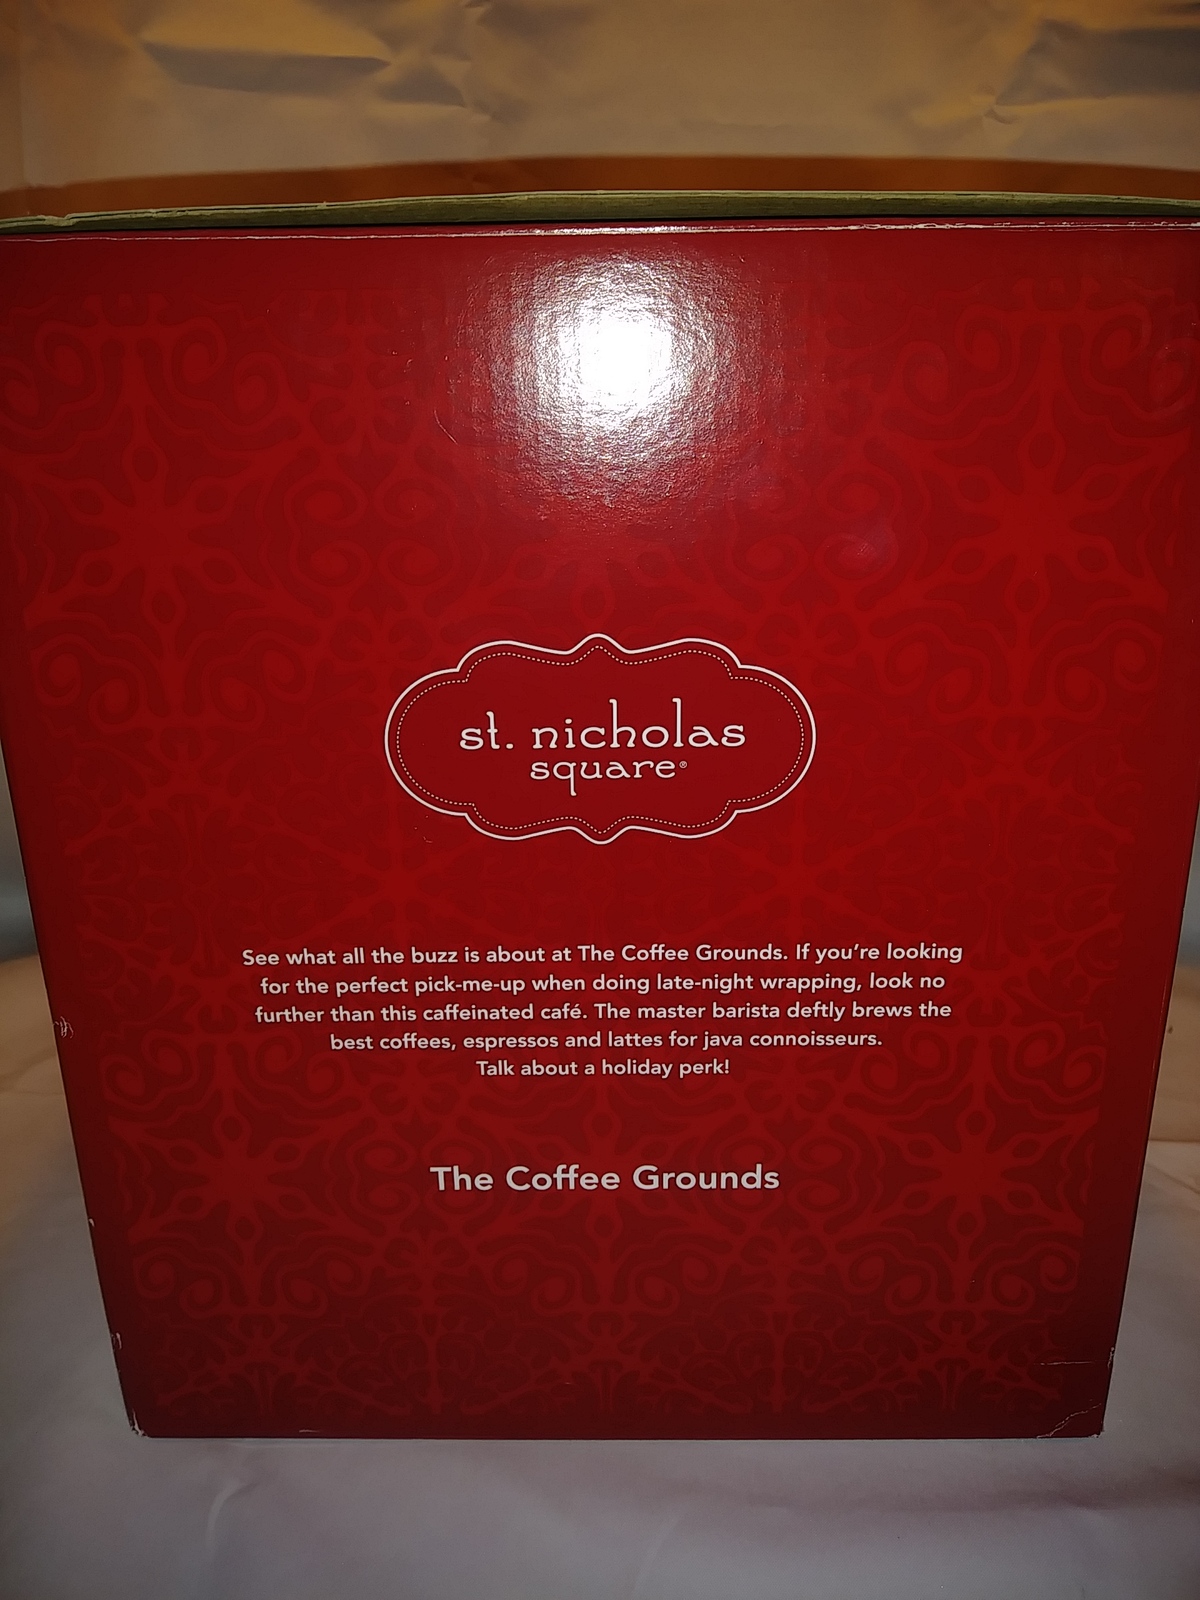 st. nicholas
square®
See what all the buzz is about at The Coffee Grounds. If you're looking
for the perfect pick-me-up when doing late-night wrapping, look no
further than this caffeinated café. The master barista deftly brews the
best coffees, espressos and lattes for java connoisseurs.
Talk about a holiday perk!
The Coffee Grounds